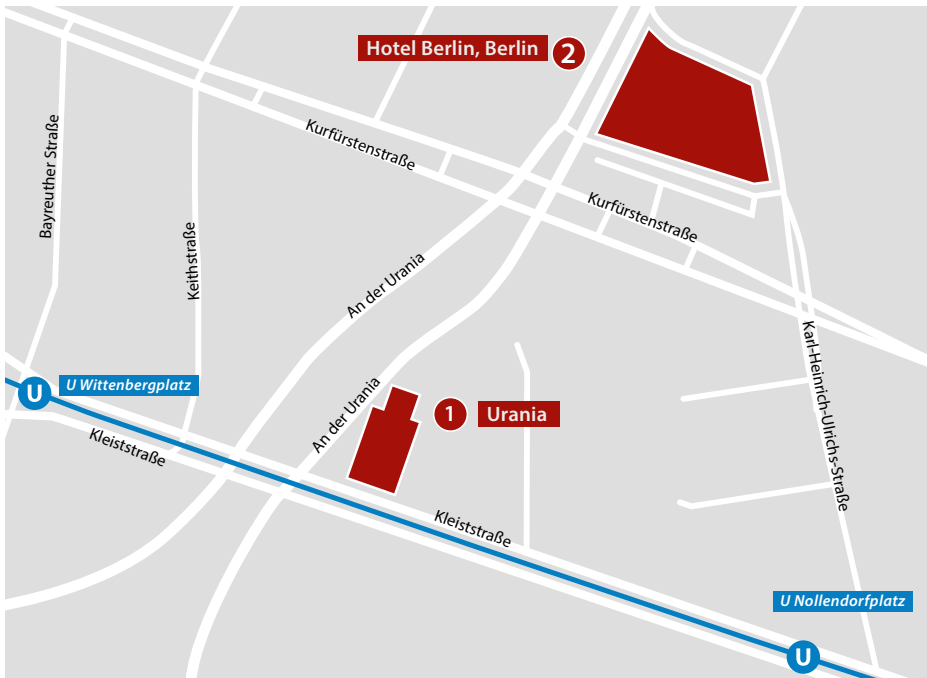 Hotel Berlin, Berlin
2
Kurfürstenstraße
Bayreuther Straße
Kurfürstenstraße
Keithstraße
An der Urania
Karl-Heinrich-Ulrichs-Straße
U Wittenbergplatz
U
An der Urania
1
Urania
Kleiststraße
Kleiststraße
U Nollendorfplatz
U